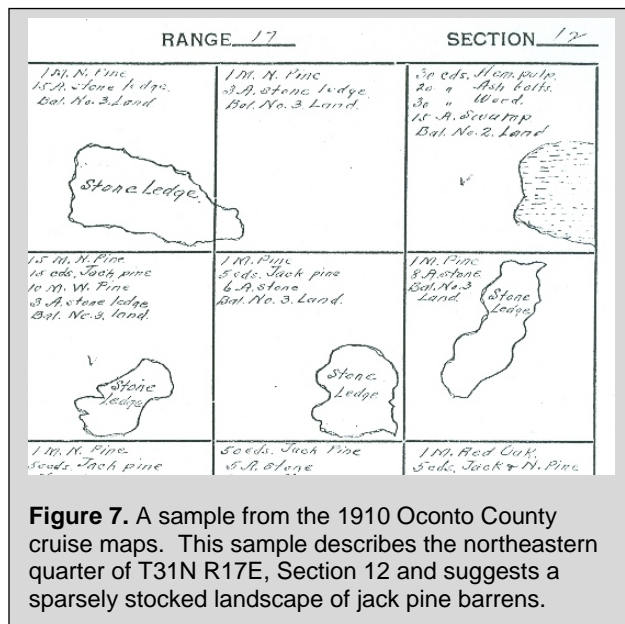 RANGE 17 SECTION 12
1 M. N. Pine
15 A. Stone ledge
Bal. No. 3. Land
Stone Ledge
1 M. N. Pine
3 A. Stone ledge
Bal. No. 3. Land
30 cds. Hem. pulp.
20 " Ash bolts.
30 " Wood.
15 A. Swamp
Bal. No. 2. Land
15 M. N. Pine
15 cds. Jack pine
10 M. W. Pine
3 A. stone ledge
Bal. No. 3. land.
Stone
Ledge
1 M. Pine
5 cds. Jack pine
6 A. stone
Bal. No. 3. Land.
Stone
Ledge
1 M. Pine
8 A. stone
Bal. No. 3
Land
Stone
Ledge
1 M. N. Pine.
50 cds. Jack pine
50 cds. Jack Pine
5 A. stone
1 M. Red Oak.
5 cds. Jack & N. Pine
Figure 7. A sample from the 1910 Oconto County
cruise maps. This sample describes the northeastern
quarter of T31N R17E, Section 12 and suggests a
sparsely stocked landscape of jack pine barrens.